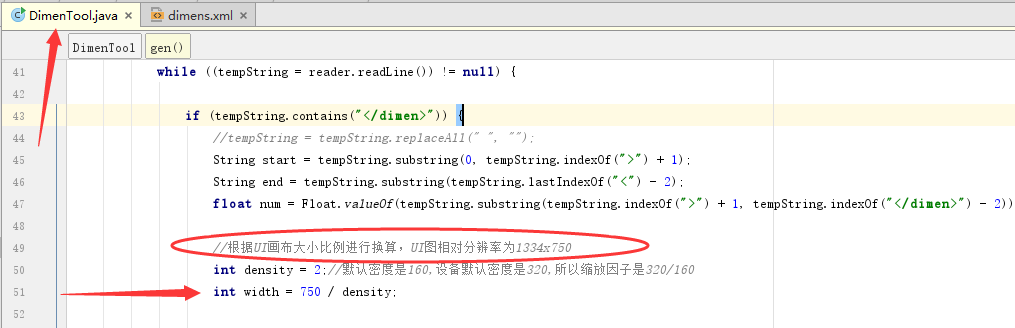 DimenTool.java × dimens.xml ×
DimenTool gen()
41 while ((tempString = reader.readLine()) != null) {
42
43 if (tempString.contains("</dimen>")) {
44 //tempString = tempString.replaceAll(" ", "");
45 String start = tempString.substring(0, tempString.indexOf(">") + 1);
46 String end = tempString.substring(tempString.lastIndexOf("<") - 2);
47 float num = Float.valueOf(tempString.substring(tempString.indexOf(">") + 1, tempString.indexOf("</dimen>") - 2))
48
49 //根据UI画布大小比例进行换算，UI图相对分辨率为1334x750
50 int density = 2;//默认密度是160,设备默认密度是320,所以缩放因子是320/160
51 int width = 750 / density;
52